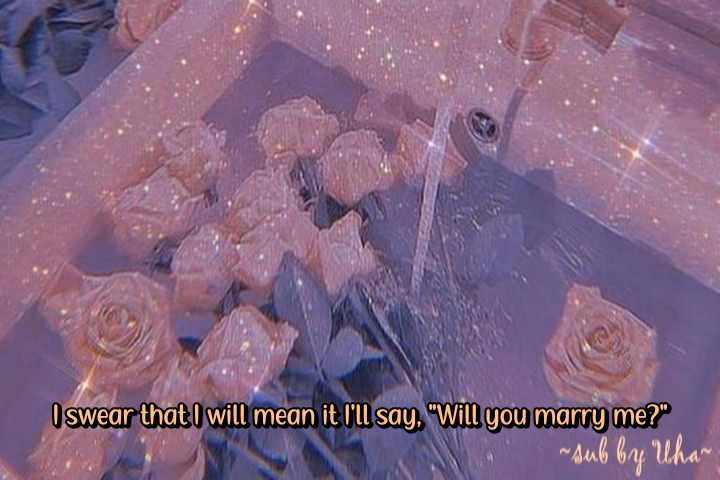 I swear that I will mean it I'll say, "Will you marry me?"
~sub by Uha~